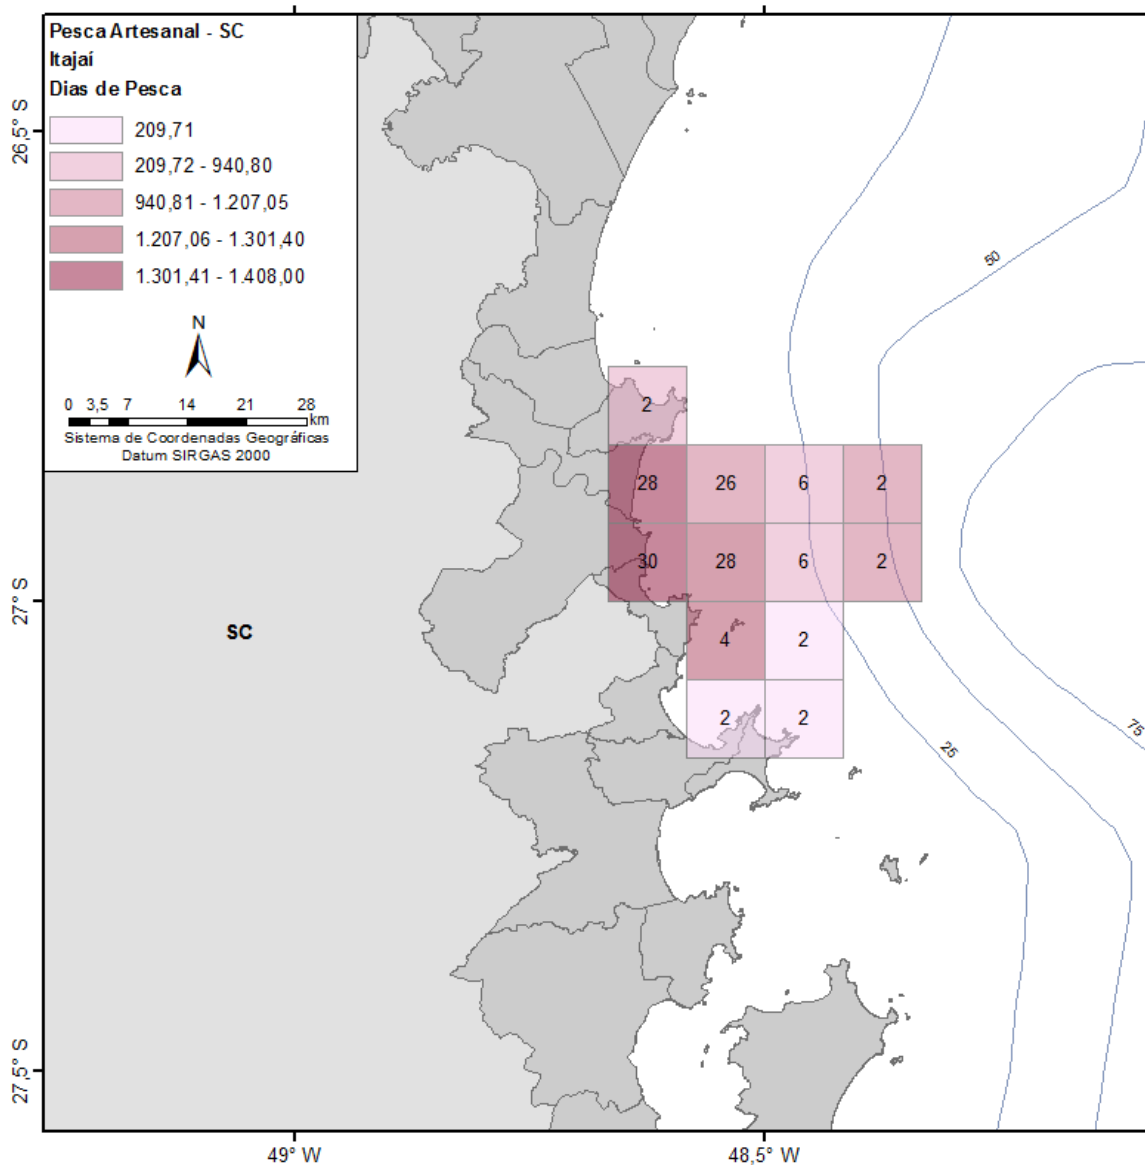 Pesca Artesanal - SC
Itajaí
Dias de Pesca
209,71
209,72 - 940,80
940,81 - 1.207,05
1.207,06 - 1.301,40
1.301,41 - 1.408,00
N
0 3,5 7 14 21 28 km
Sistema de Coordenadas Geográficas
Datum SIRGAS 2000
26,5° S
27° S
27,5° S
50
2
28 26 6 2
30 28 6 2
SC
4 2
2 2
75
25
49° W 48,5° W